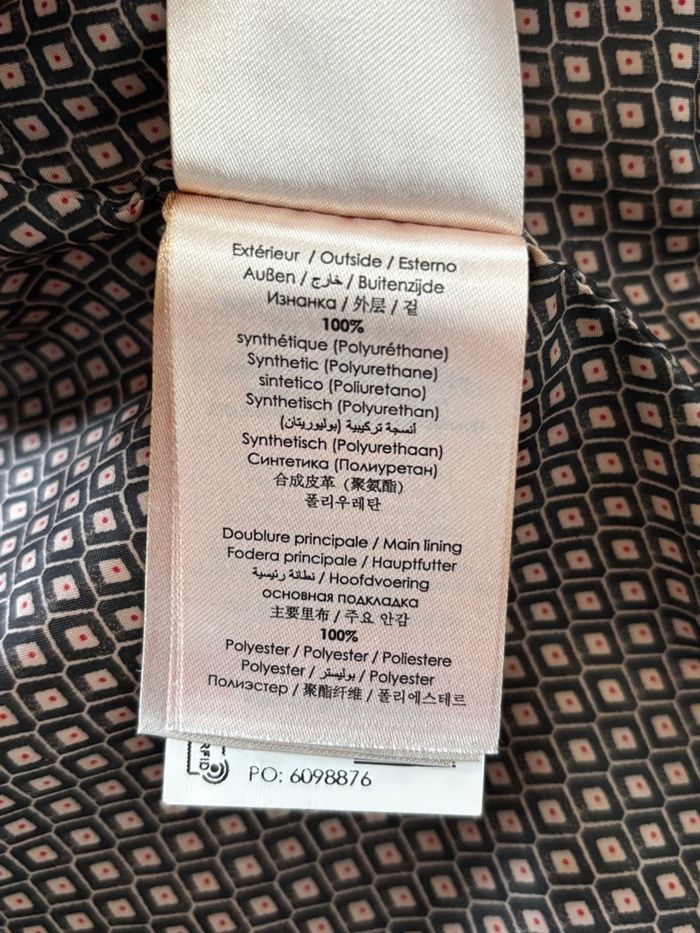 Extérieur / Outside / Esterno
Außen / خارج / Buitenzijde
Изнанка / 外层 / 겉
100%
synthétique (Polyuréthane)
Synthetic (Polyurethane)
sintetico (Poliuretano)
Synthetisch (Polyurethan)
أنسجة تركيبية (بوليوريتان)
Synthetisch (Polyurethaan)
Синтетика (Полиуретан)
合成皮革（聚氨酯）
폴리우레탄
Doublure principale / Main lining
Fodera principale / Hauptfutter
نطانة رئيسية / Hoofdvoering
основная подкладка
主要里布 / 주요 안감
100%
Polyester / Polyester / Poliestere
Polyester / بوليستر / Polyester
Полиэстер / 聚酯纤维 / 폴리에스테르
RFID
PO: 6098876